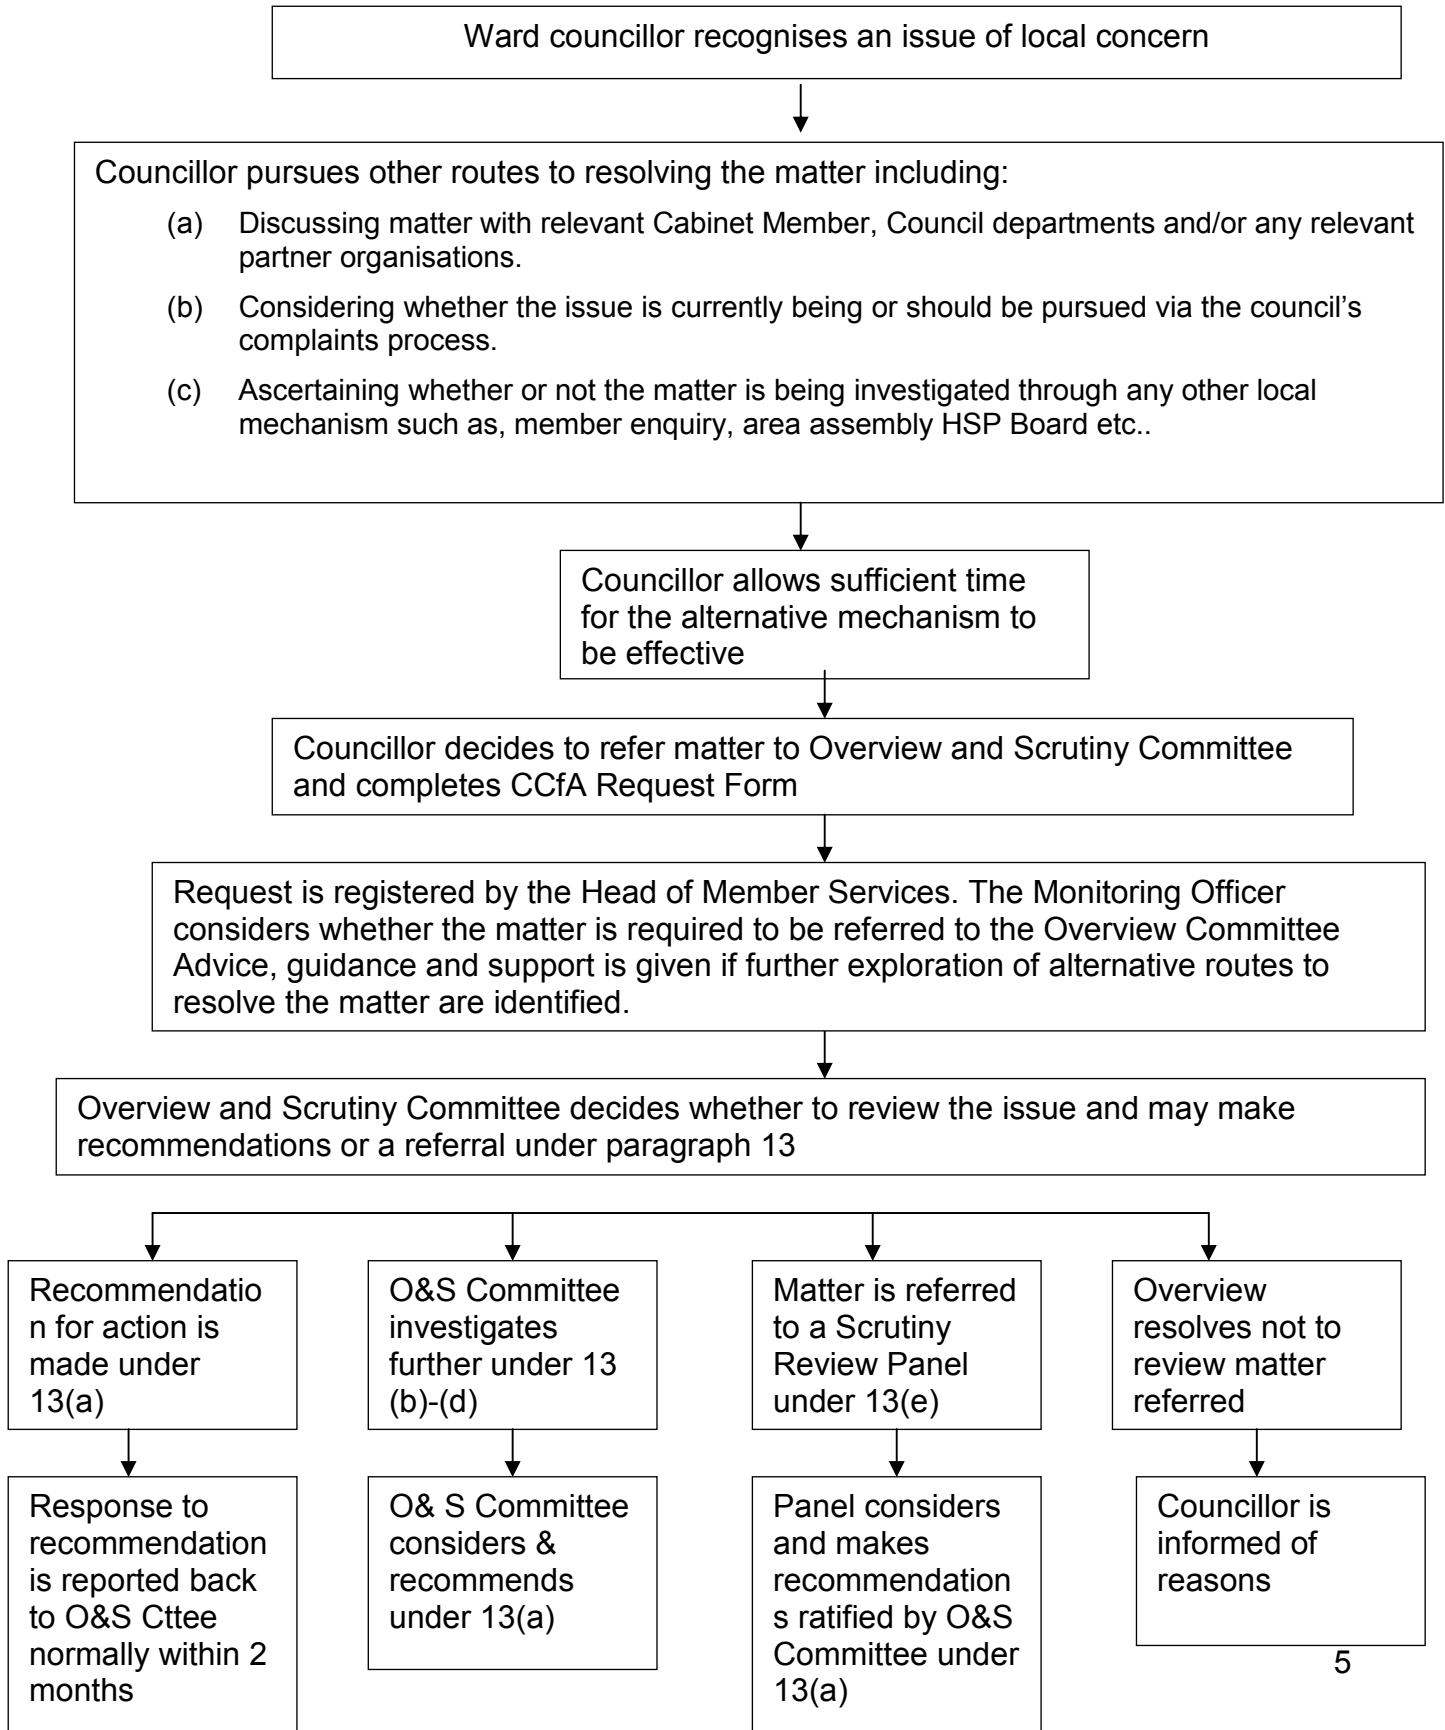 Ward councillor recognises an issue of local concern
Councillor pursues other routes to resolving the matter including:
(a) Discussing matter with relevant Cabinet Member, Council departments and/or any relevant
partner organisations.
(b) Considering whether the issue is currently being or should be pursued via the council’s
complaints process.
(c) Ascertaining whether or not the matter is being investigated through any other local
mechanism such as, member enquiry, area assembly HSP Board etc..
Councillor allows sufficient time
for the alternative mechanism to
be effective
Councillor decides to refer matter to Overview and Scrutiny Committee
and completes CCfA Request Form
Request is registered by the Head of Member Services. The Monitoring Officer
considers whether the matter is required to be referred to the Overview Committee
Advice, guidance and support is given if further exploration of alternative routes to
resolve the matter are identified.
Overview and Scrutiny Committee decides whether to review the issue and may make
recommendations or a referral under paragraph 13
Recommendatio
n for action is
made under
13(a)
O&S Committee
investigates
further under 13
(b)-(d)
Matter is referred
to a Scrutiny
Review Panel
under 13(e)
Overview
resolves not to
review matter
referred
Response to
recommendation
is reported back
to O&S Cttee
normally within 2
months
O& S Committee
considers &
recommends
under 13(a)
Panel considers
and makes
recommendation
s ratified by O&S
Committee under
13(a)
Councillor is
informed of
reasons
5